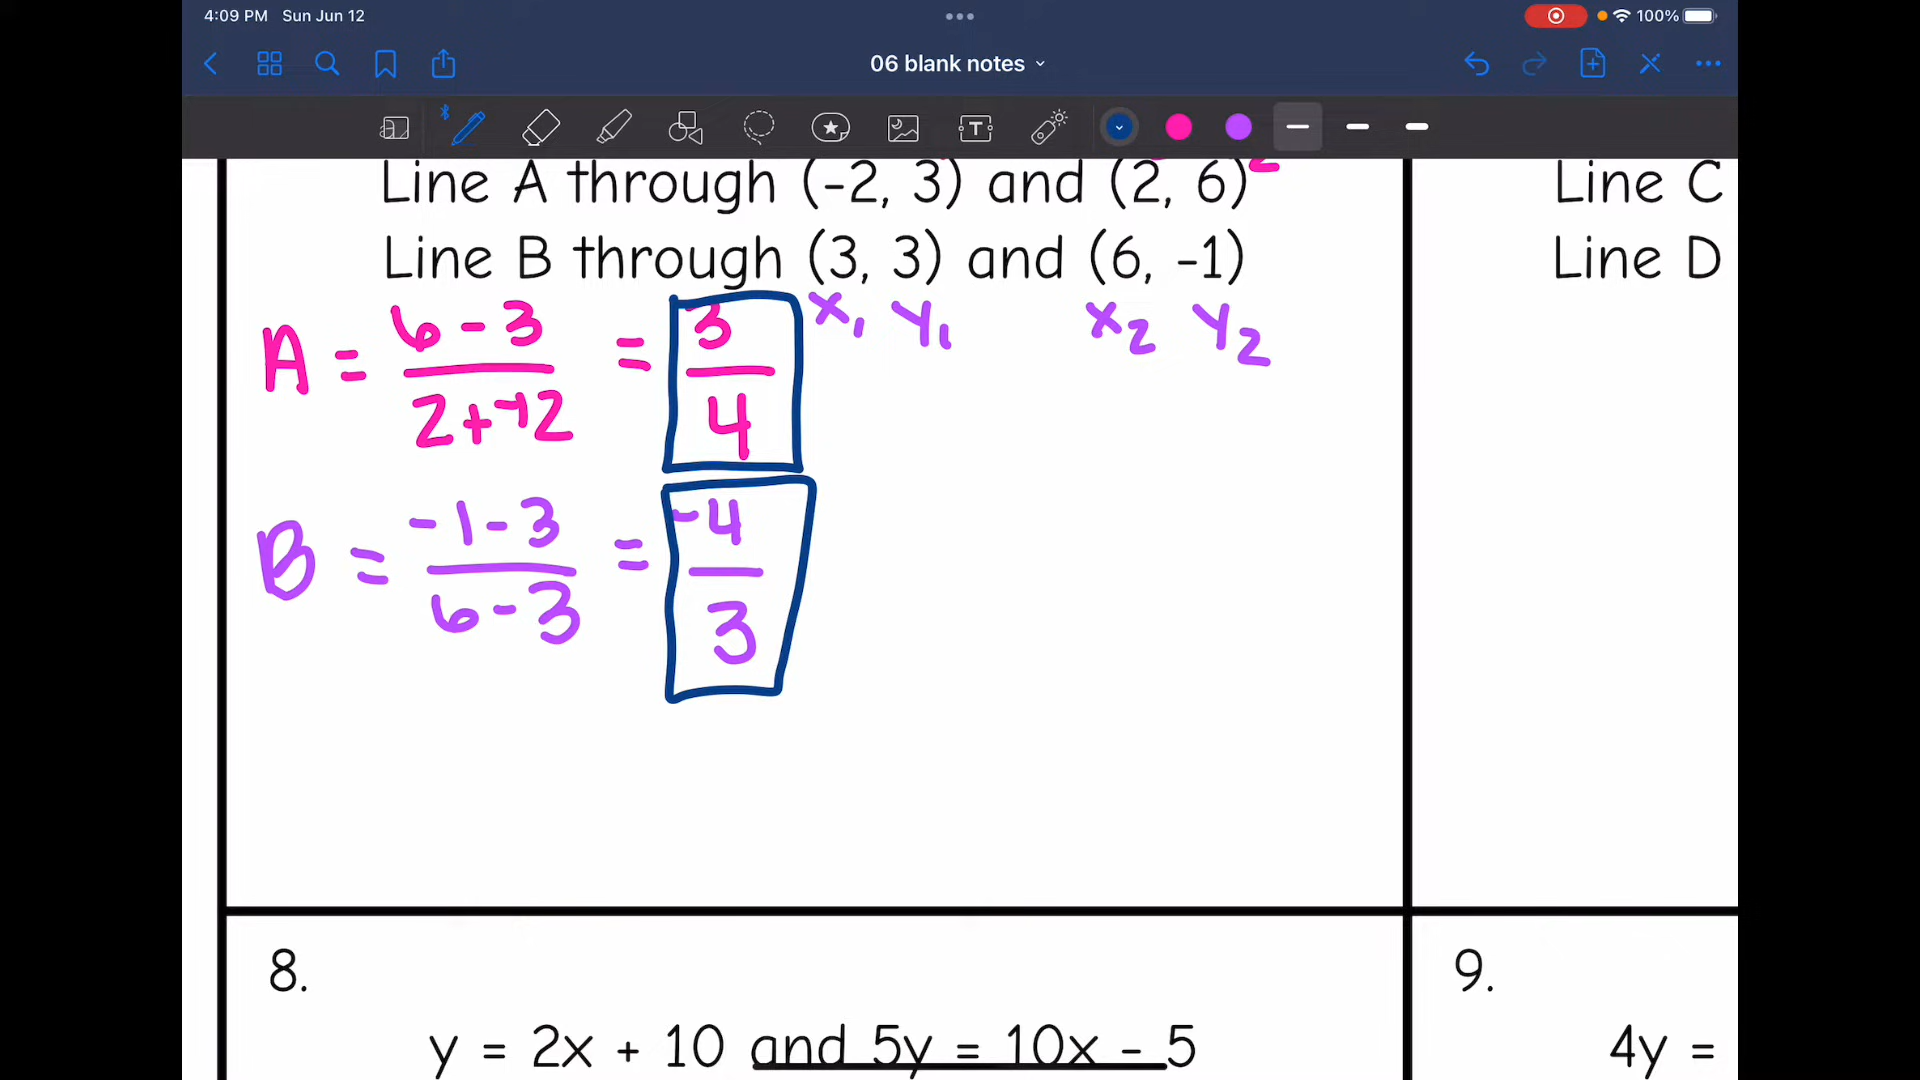 4:09 PM Sun Jun 12
100%
06 blank notes
Line A through (-2, 3) and (2, 6) 2
Line C
Line B through (3, 3) and (6, -1)
Line D
x1 y1 x2 y2
A = 6 - 3 / 2 + +2 = 3 / 4
B = -1 - 3 / 6 - 3 = -4 / 3
8.
9.
y = 2x + 10 and 5y = 10x - 5
4y =